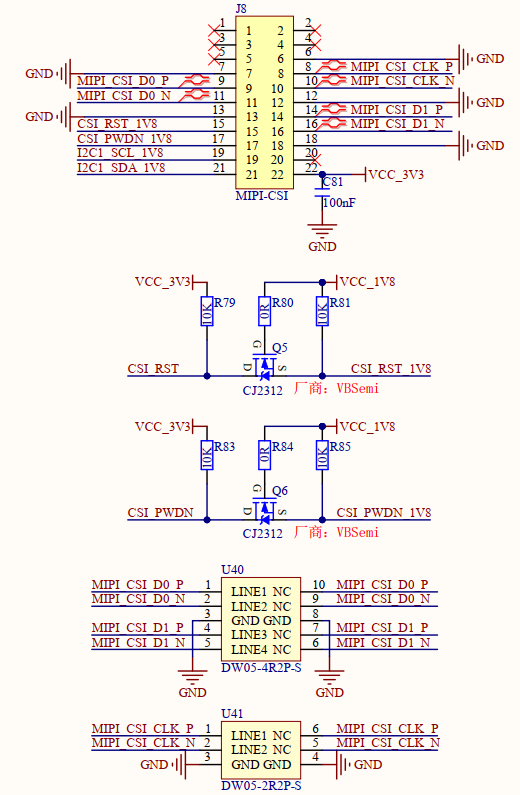 J8
1 1 2 2
3 3 4 4
5 5 6 6 GND
GND 7 7 8 8 MIPI_CSI_CLK_P
MIPI_CSI_D0_P 9 9 10 10 MIPI_CSI_CLK_N
MIPI_CSI_D0_N 11 11 12 12 GND
GND 13 13 14 14 MIPI_CSI_D1_P
CSI_RST_1V8 15 15 16 16 MIPI_CSI_D1_N
CSI_PWDN_1V8 17 17 18 18 GND
I2C1_SCL_1V8 19 19 20 20
I2C1_SDA_1V8 21 21 22 22 VCC_3V3
MIPI-CSI
C81
100nF
GND
VCC_3V3 VCC_1V8
R79 10K R80 0R R81 10K
G Q5
CSI_RST D S CSI_RST_1V8
CJ2312 厂商：VBSemi
VCC_3V3 VCC_1V8
R83 10K R84 0R R85 10K
G Q6
CSI_PWDN D S CSI_PWDN_1V8
CJ2312 厂商：VBSemi
U40
MIPI_CSI_D0_P 1 LINE1 NC 10 MIPI_CSI_D0_P
MIPI_CSI_D0_N 2 LINE2 NC 9 MIPI_CSI_D0_N
3 GND GND 8
MIPI_CSI_D1_P 4 LINE3 NC 7 MIPI_CSI_D1_P
MIPI_CSI_D1_N 5 LINE4 NC 6 MIPI_CSI_D1_N
DW05-4R2P-S
GND GND
U41
MIPI_CSI_CLK_P 1 LINE1 NC 6 MIPI_CSI_CLK_P
MIPI_CSI_CLK_N 2 LINE2 NC 5 MIPI_CSI_CLK_N
GND 3 GND GND 4 GND
DW05-2R2P-S